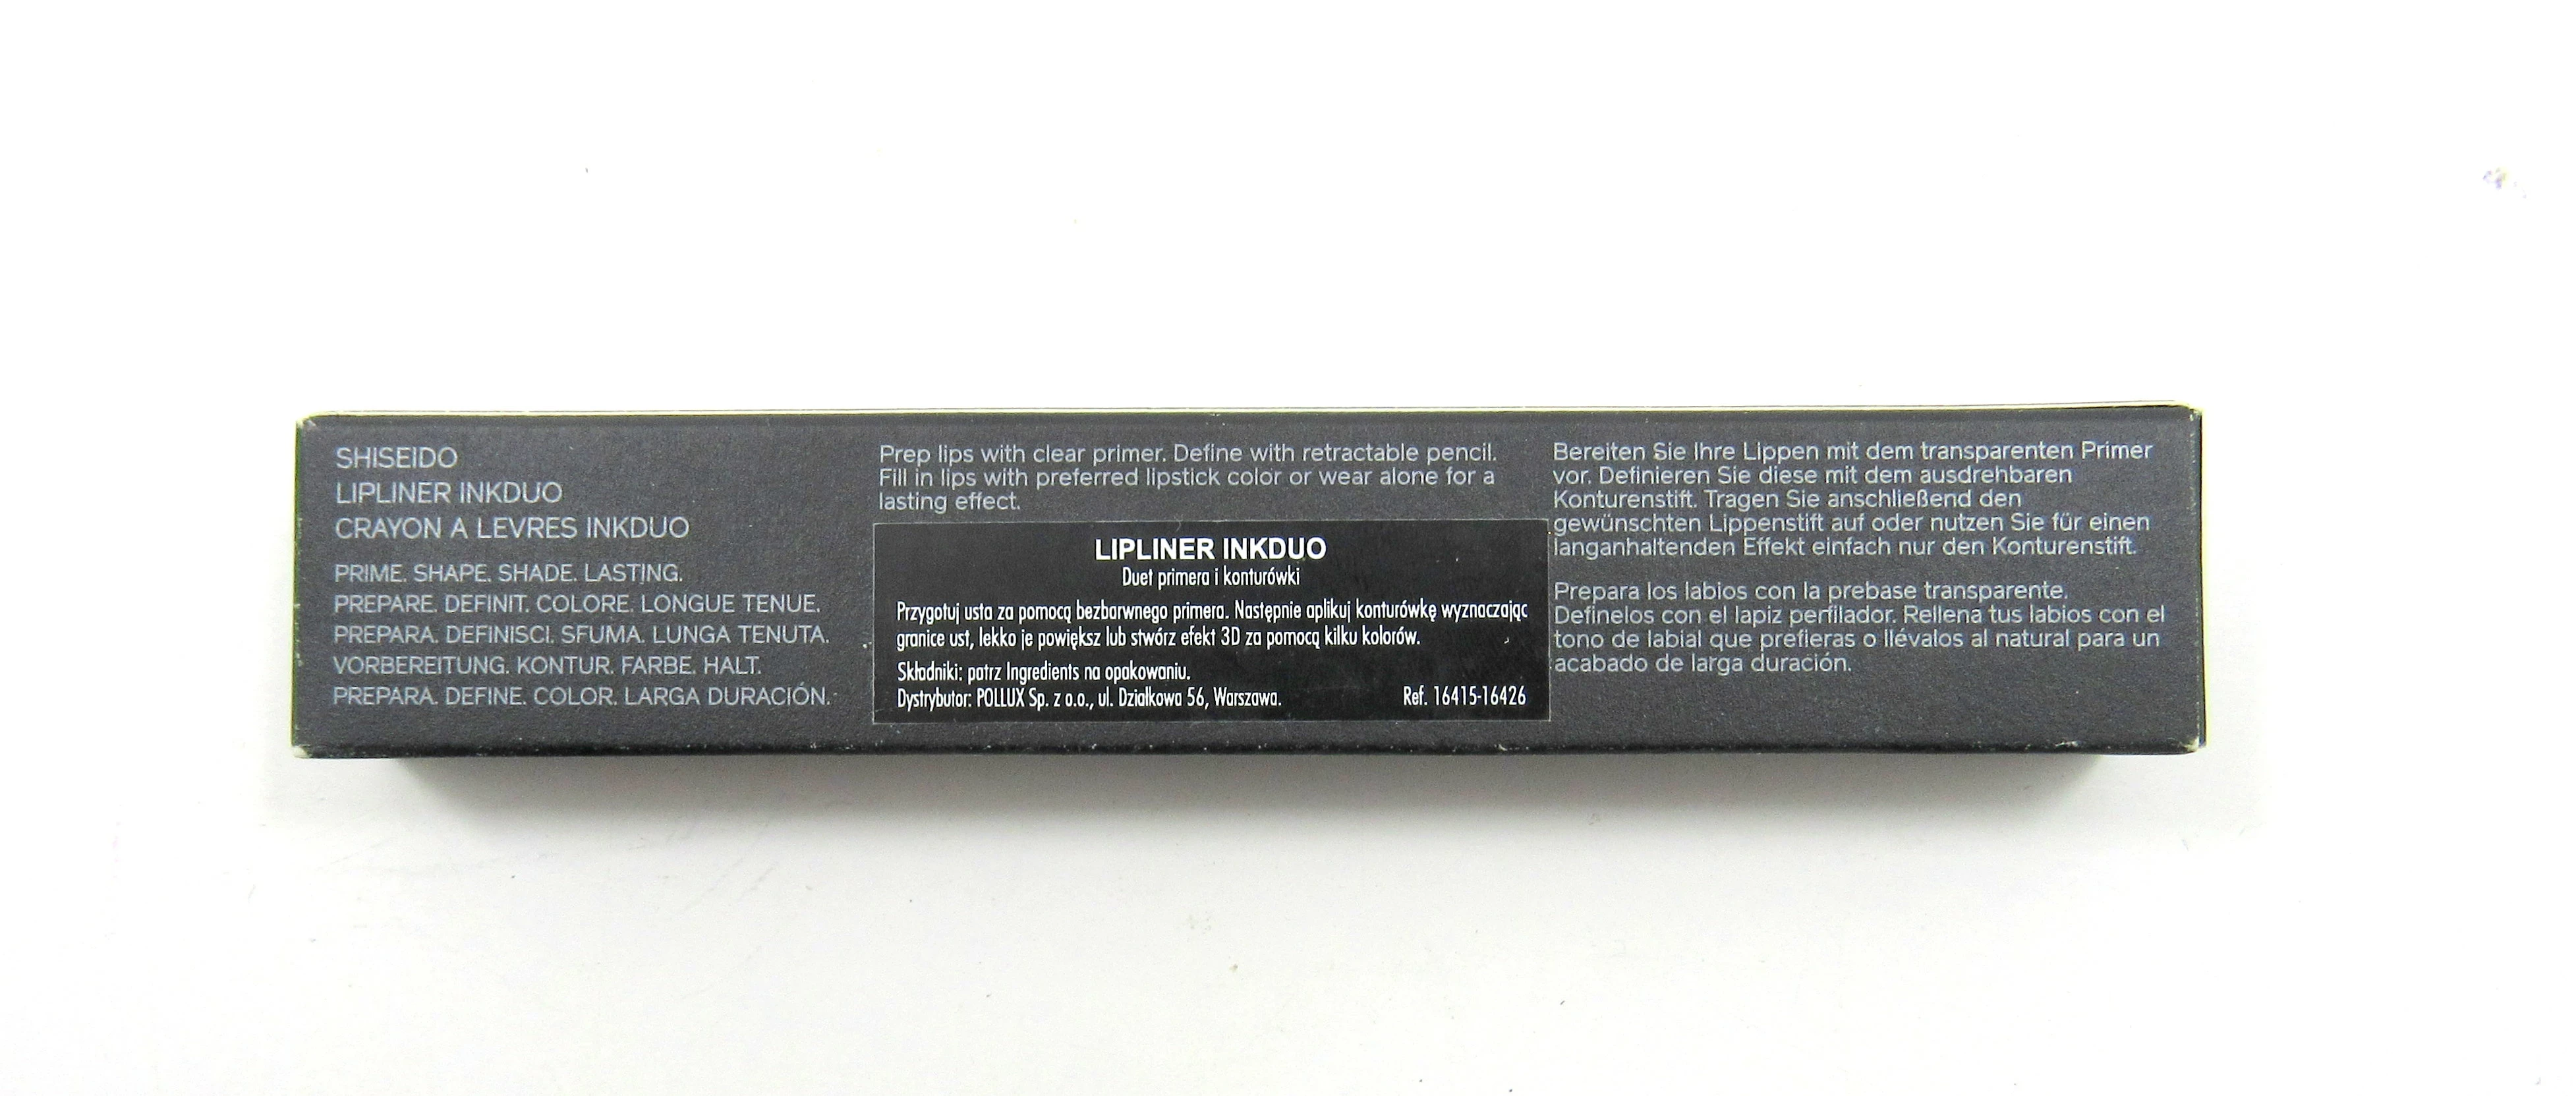 SHISEIDO
LIPLINER INKDUO
CRAYON A LEVRES INKDUO
PRIME. SHAPE. SHADE. LASTING.
PREPARE. DEFINIT. COLORE. LONGUE TENUE.
PREPARA. DEFINISCI. SFUMA. LUNGA TENUTA.
VORBEREITUNG. KONTUR. FARBE. HALT.
PREPARA. DEFINE. COLOR. LARGA DURACIÓN.
Prep lips with clear primer. Define with retractable pencil.
Fill in lips with preferred lipstick color or wear alone for a
lasting effect.
LIPLINER INKDUO
Duet primera i konturówki
Przygotuj usta za pomocą bezbarwnego primera. Następnie aplikuj konturówkę wyznaczając
granice ust, lekko je powiększ lub stwórz efekt 3D za pomocą kilku kolorów.
Składniki: patrz Ingredients na opakowaniu.
Dystrybutor: POLLUX Sp. z o.o., ul. Działkowa 56, Warszawa. Ref. 16415-16426
Bereiten Sie Ihre Lippen mit dem transparenten Primer
vor. Definieren Sie diese mit dem ausdrehbaren
Konturenstift. Tragen Sie anschließend den
gewünschten Lippenstift auf oder nutzen Sie für einen
langanhaltenden Effekt einfach nur den Konturenstift.
Prepara los labios con la prebase transparente.
Defínelos con el lapiz perfilador. Rellena tus labios con el
tono de labial que prefieras o llévalos al natural para un
acabado de larga duración.